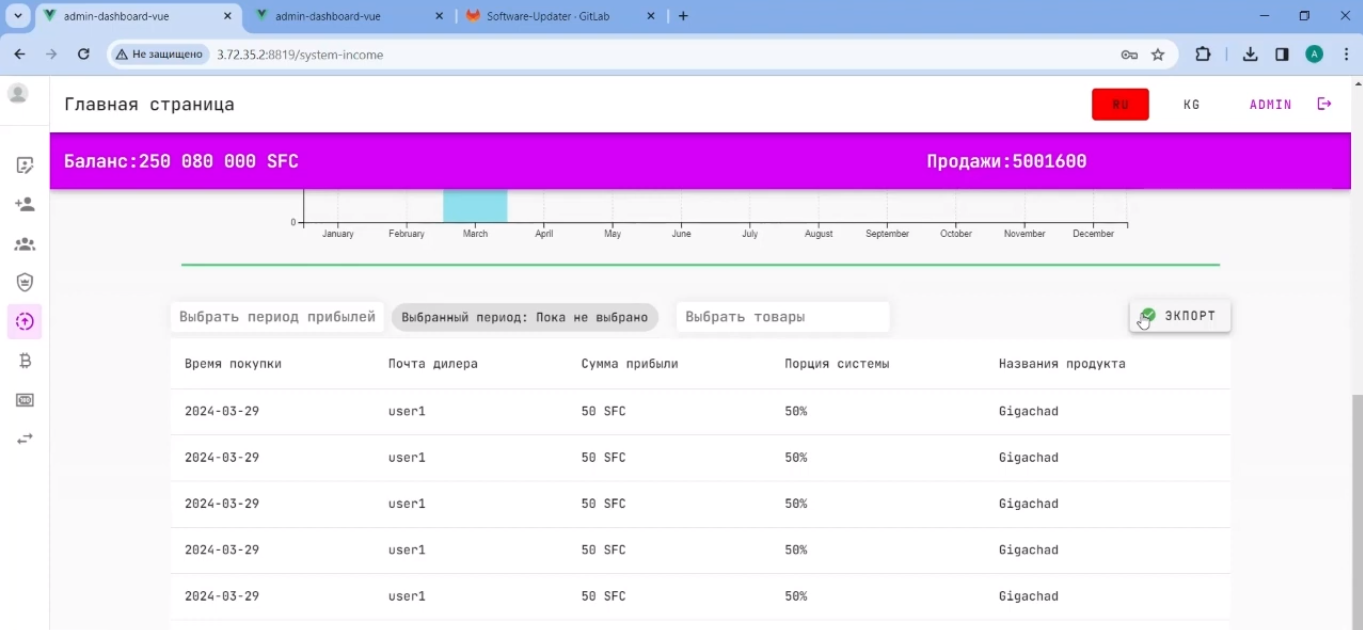 admin-dashboard-vue admin-dashboard-vue Software-Updater · GitLab
Не защищено 3.72.35.2:8819/system-income A
Главная страница RU KG ADMIN
Баланс:250 080 000 SFC Продажи:5001600
0
January February March April May June July August September October November December
Выбрать период прибылей Выбранный период: Пока не выбрано Выбрать товары ЭКПОРТ
Время покупки Почта дилера Сумма прибыли Порция системы Названия продукта
2024-03-29 user1 50 SFC 50% Gigachad
2024-03-29 user1 50 SFC 50% Gigachad
2024-03-29 user1 50 SFC 50% Gigachad
2024-03-29 user1 50 SFC 50% Gigachad
2024-03-29 user1 50 SFC 50% Gigachad